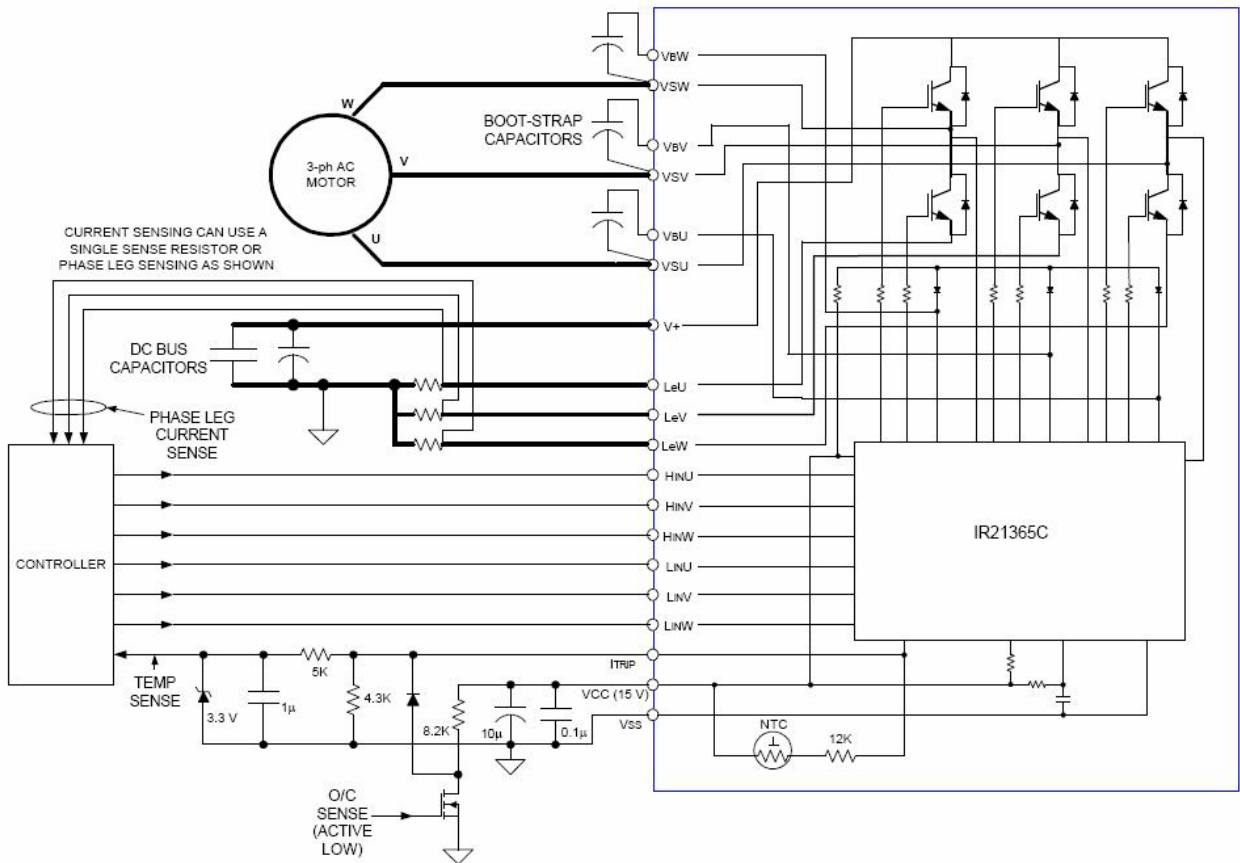 VBW
W
VSW
BOOT-STRAP
CAPACITORS
VBV
3-ph AC
MOTOR
V
VSV
CURRENT SENSING CAN USE A
SINGLE SENSE RESISTOR OR
PHASE LEG SENSING AS SHOWN
U
VBU
VSU
V+
DC BUS
CAPACITORS
LeU
PHASE LEG
CURRENT
SENSE
LeV
LeW
HINU
HINV
HINW
IR21365C
CONTROLLER
LINU
LINV
LINW
ITRIP
TEMP
SENSE
5K
VCC (15 V)
3.3 V
1µ
4.3K
8.2K
10µ
0.1µ
VSS
NTC
12K
O/C
SENSE
(ACTIVE
LOW)